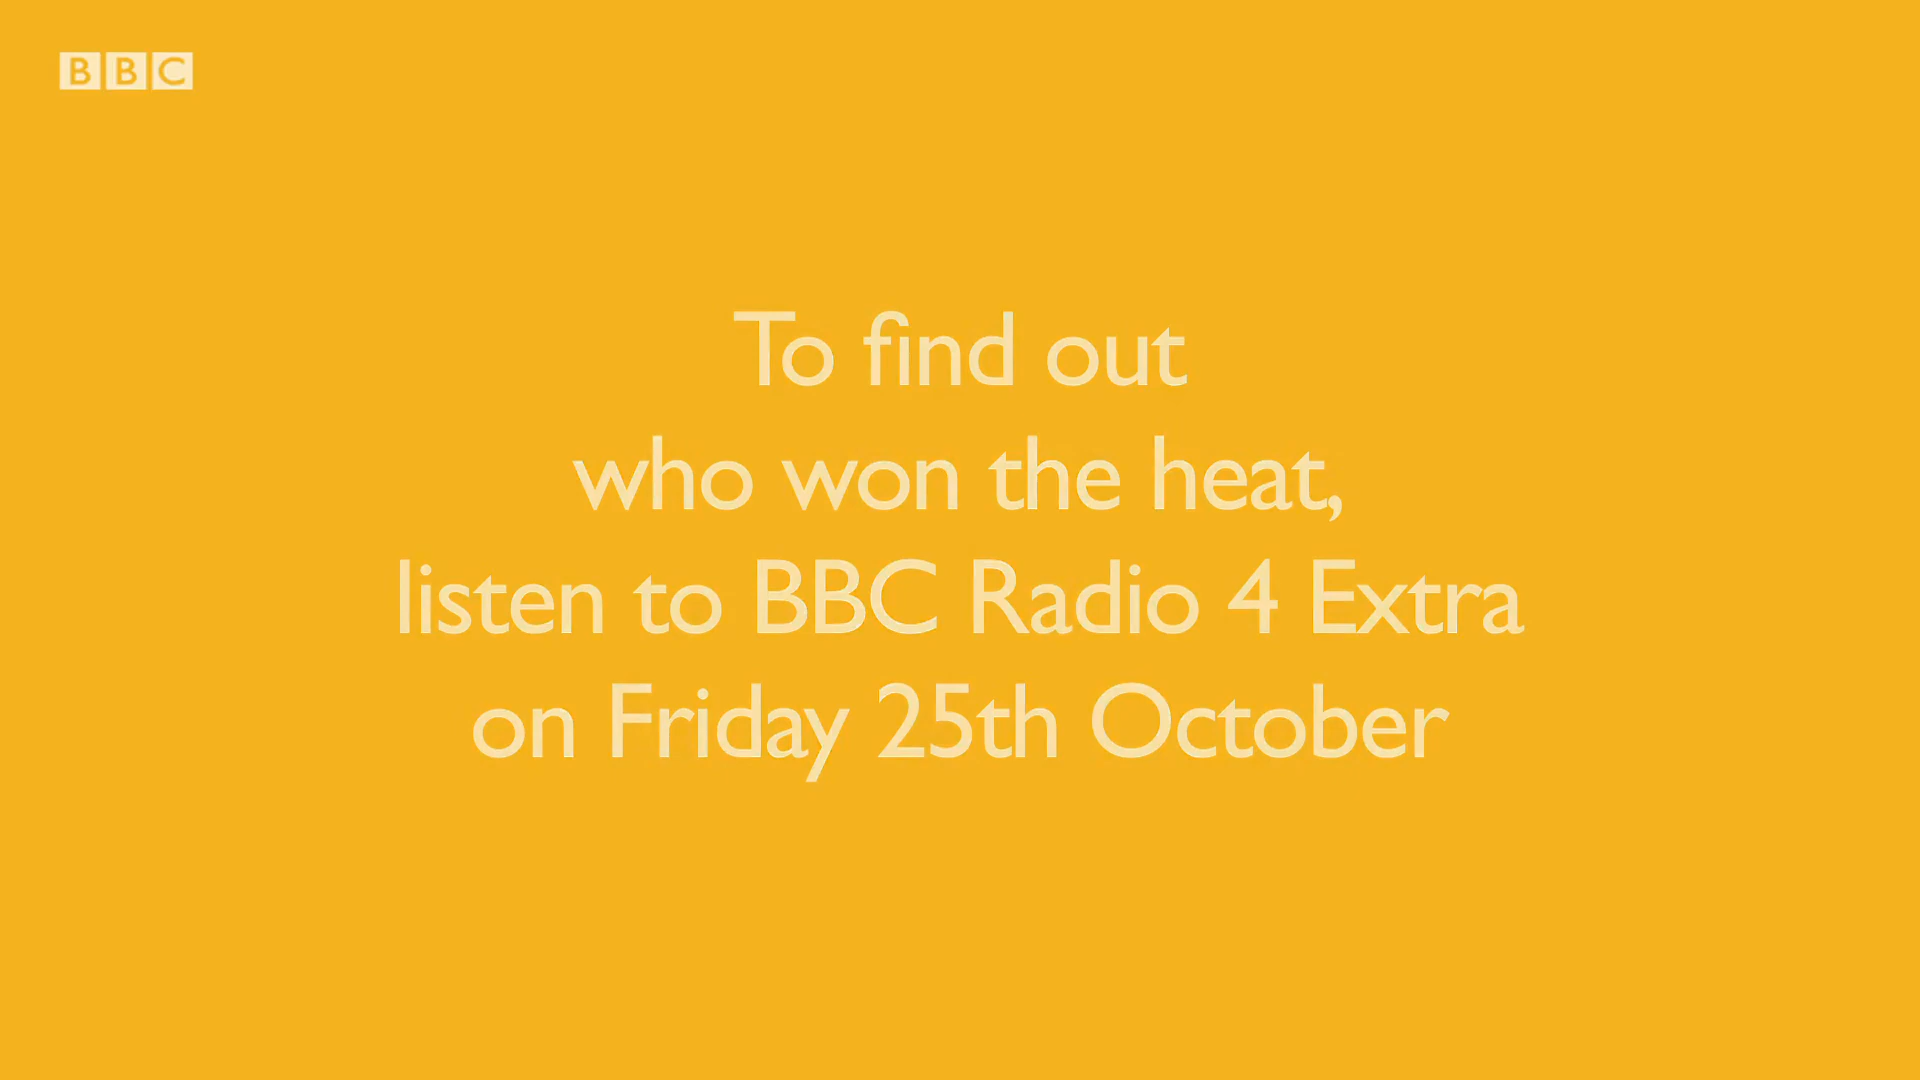 BBC
To find out
who won the heat,
listen to BBC Radio 4 Extra
on Friday 25th October